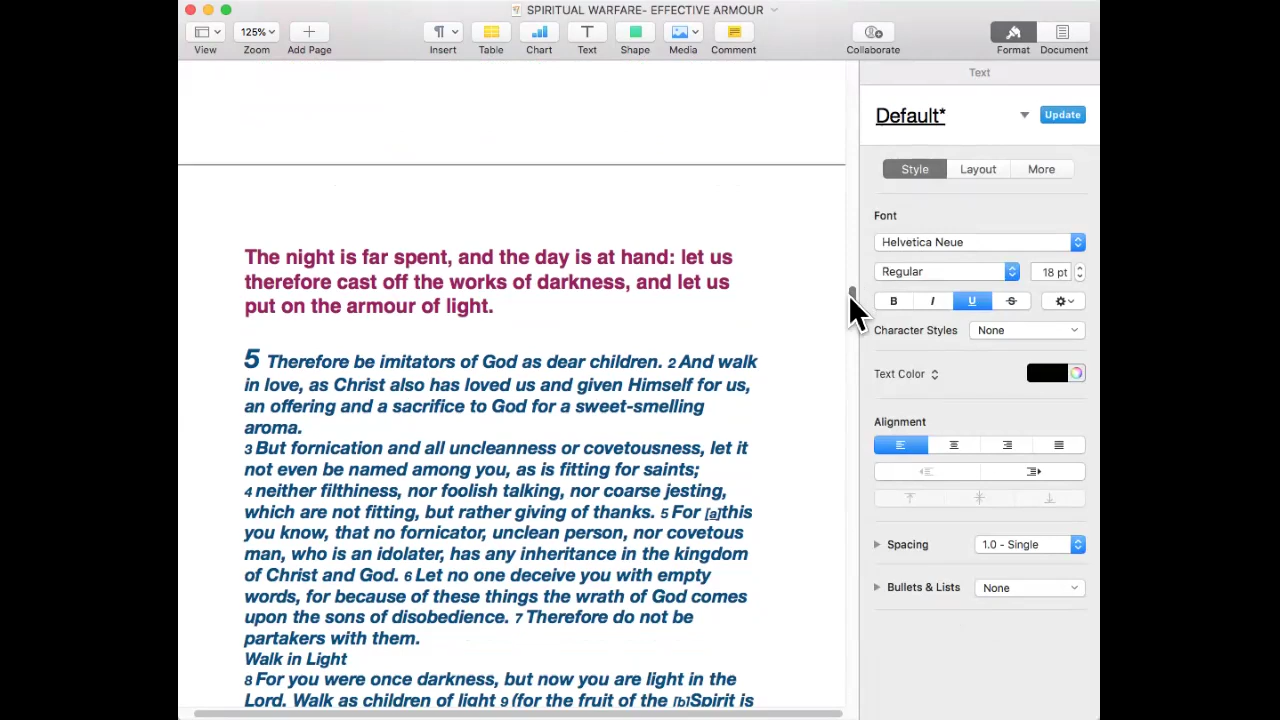 SPIRITUAL WARFARE- EFFECTIVE ARMOUR
125%
View Zoom Add Page Insert Table Chart Text Shape Media Comment Collaborate Format Document
Text
Default*
Update
Style Layout More
Font
Helvetica Neue
Regular 18 pt
B I U S
Character Styles None
Text Color
Alignment
Spacing 1.0 - Single
Bullets & Lists None
The night is far spent, and the day is at hand: let us
therefore cast off the works of darkness, and let us
put on the armour of light.
5 Therefore be imitators of God as dear children. 2 And walk
in love, as Christ also has loved us and given Himself for us,
an offering and a sacrifice to God for a sweet-smelling
aroma.
3 But fornication and all uncleanness or covetousness, let it
not even be named among you, as is fitting for saints;
4 neither filthiness, nor foolish talking, nor coarse jesting,
which are not fitting, but rather giving of thanks. 5 For [a]this
you know, that no fornicator, unclean person, nor covetous
man, who is an idolater, has any inheritance in the kingdom
of Christ and God. 6 Let no one deceive you with empty
words, for because of these things the wrath of God comes
upon the sons of disobedience. 7 Therefore do not be
partakers with them.
Walk in Light
8 For you were once darkness, but now you are light in the
Lord. Walk as children of light 9 (for the fruit of the [b]Spirit is